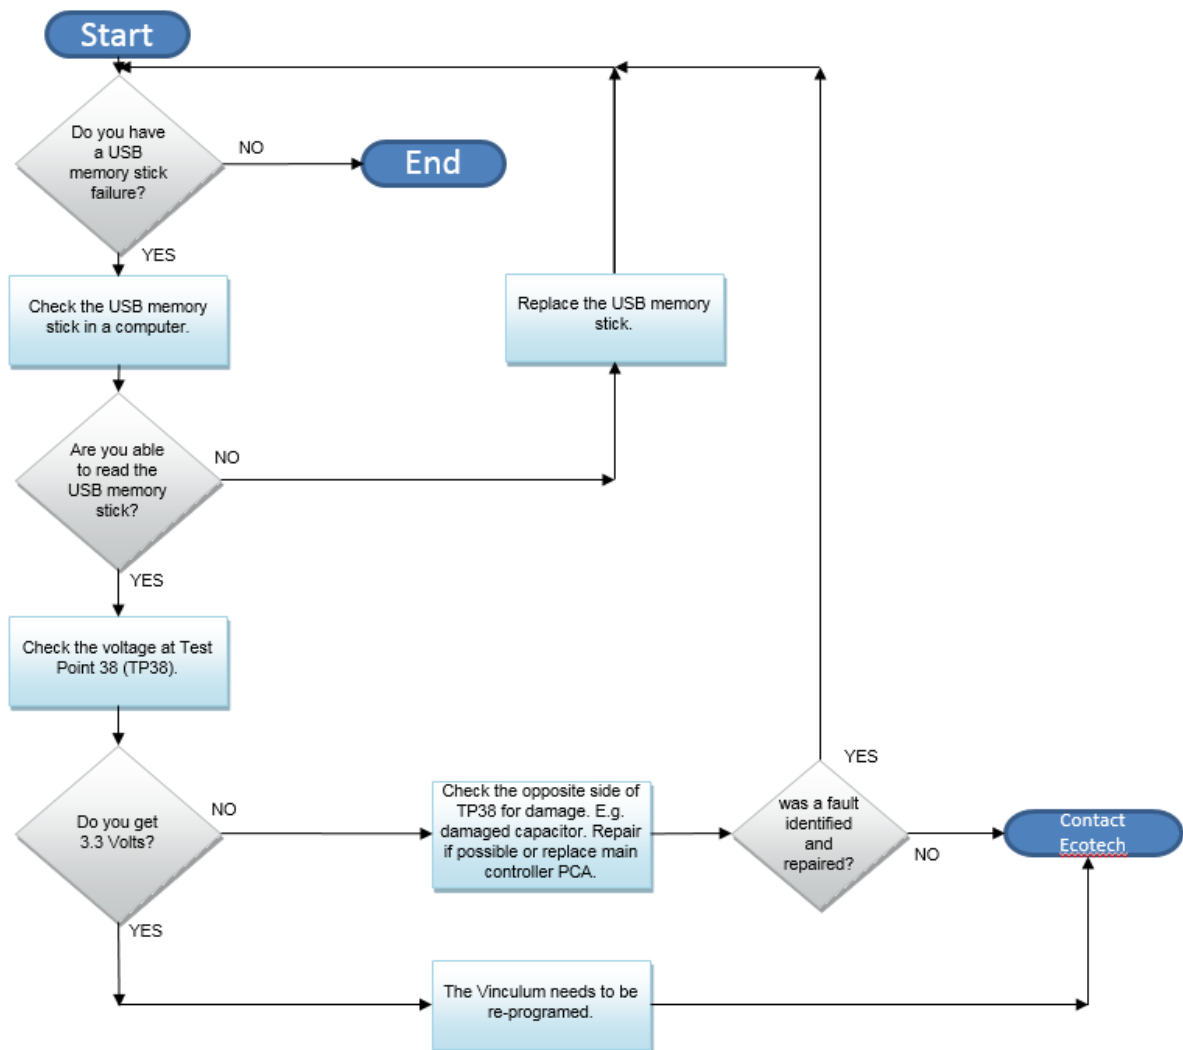 Start
Do you have
a USB
memory stick
failure?
NO
End
YES
Check the USB memory
stick in a computer.
Replace the USB memory
stick.
Are you able
to read the
USB memory
stick?
NO
YES
Check the voltage at Test
Point 38 (TP38).
Do you get
3.3 Volts?
NO
Check the opposite side of
TP38 for damage. E.g.
damaged capacitor. Repair
if possible or replace main
controller PCA.
YES
was a fault
identified
and
repaired?
NO
Contact
Ecotech
YES
The Vinculum needs to be
re-programed.